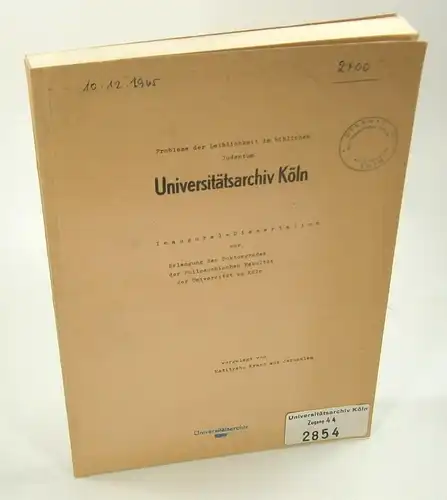 10.12.1965
2400
Probleme der Leiblichkeit im biblischen
Judentum
Universitätsarchiv Köln
Inaugural-Dissertation
zur
Erlangung des Doktorgrades
der Philosophischen Fakultät
der Universität zu Köln
vorgelegt von
aus Jerusalem
Universitätsarchiv
Universitätsarchiv Köln
Zugang 44
2854